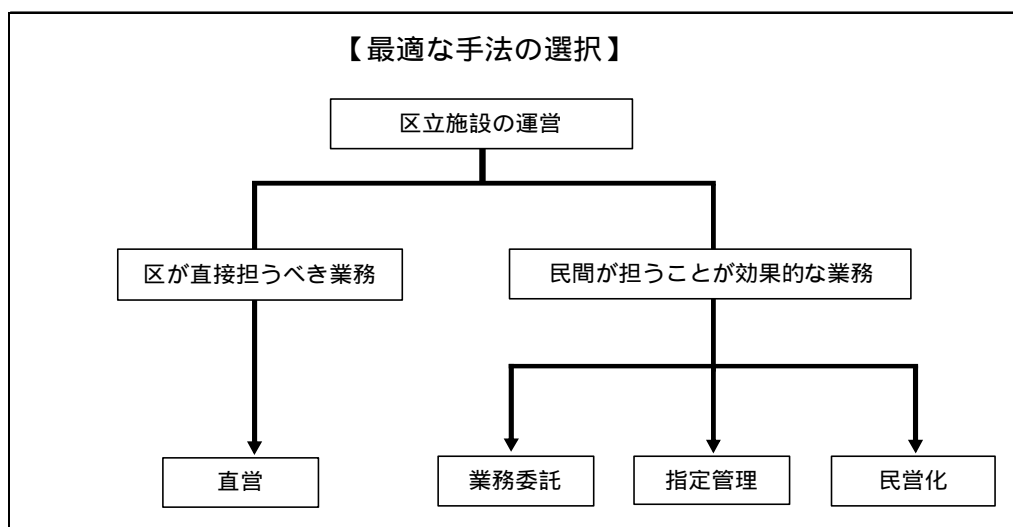 【最適な手法の選択】
区立施設の運営
区が直接担うべき業務
民間が担うことが効果的な業務
直営
業務委託
指定管理
民営化